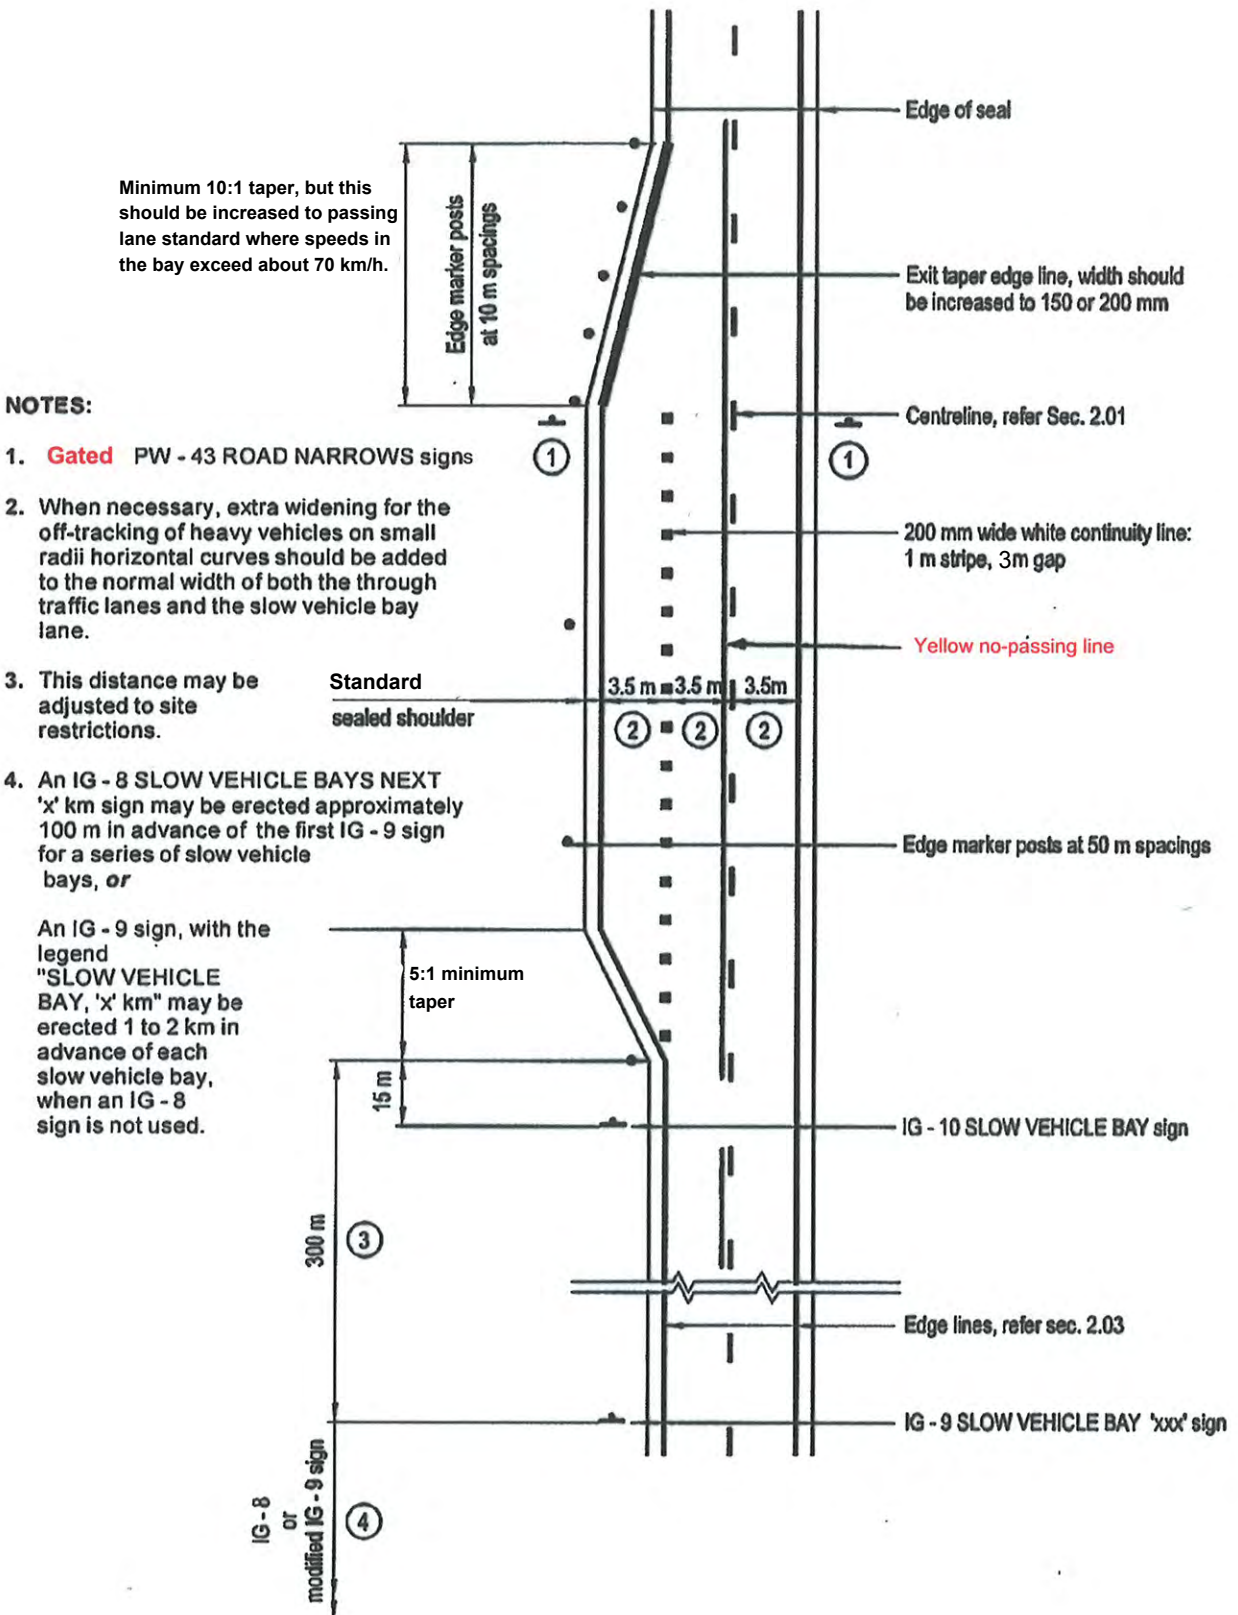 Edge of seal
Minimum 10:1 taper, but this
should be increased to passing
lane standard where speeds in
the bay exceed about 70 km/h.
Edge marker posts
at 10 m spacings
Exit taper edge line, width should
be increased to 150 or 200 mm
NOTES:
1. Gated PW - 43 ROAD NARROWS signs
1
Centreline, refer Sec. 2.01
1
2. When necessary, extra widening for the
off-tracking of heavy vehicles on small
radii horizontal curves should be added
to the normal width of both the through
traffic lanes and the slow vehicle bay
lane.
200 mm wide white continuity line:
1 m stripe, 3m gap
Yellow no-passing line
3. This distance may be
adjusted to site
restrictions.
Standard
sealed shoulder
3.5 m 3.5 m 3.5m
2 2 2
4. An IG - 8 SLOW VEHICLE BAYS NEXT
'x' km sign may be erected approximately
100 m in advance of the first IG - 9 sign
for a series of slow vehicle
bays, or
Edge marker posts at 50 m spacings
An IG - 9 sign, with the
legend
"SLOW VEHICLE
BAY, 'x' km" may be
erected 1 to 2 km in
advance of each
slow vehicle bay,
when an IG - 8
sign is not used.
5:1 minimum
taper
15 m
IG - 10 SLOW VEHICLE BAY sign
300 m
3
Edge lines, refer sec. 2.03
IG - 9 SLOW VEHICLE BAY 'xxx' sign
IG - 8
or
modified IG - 9 sign
4